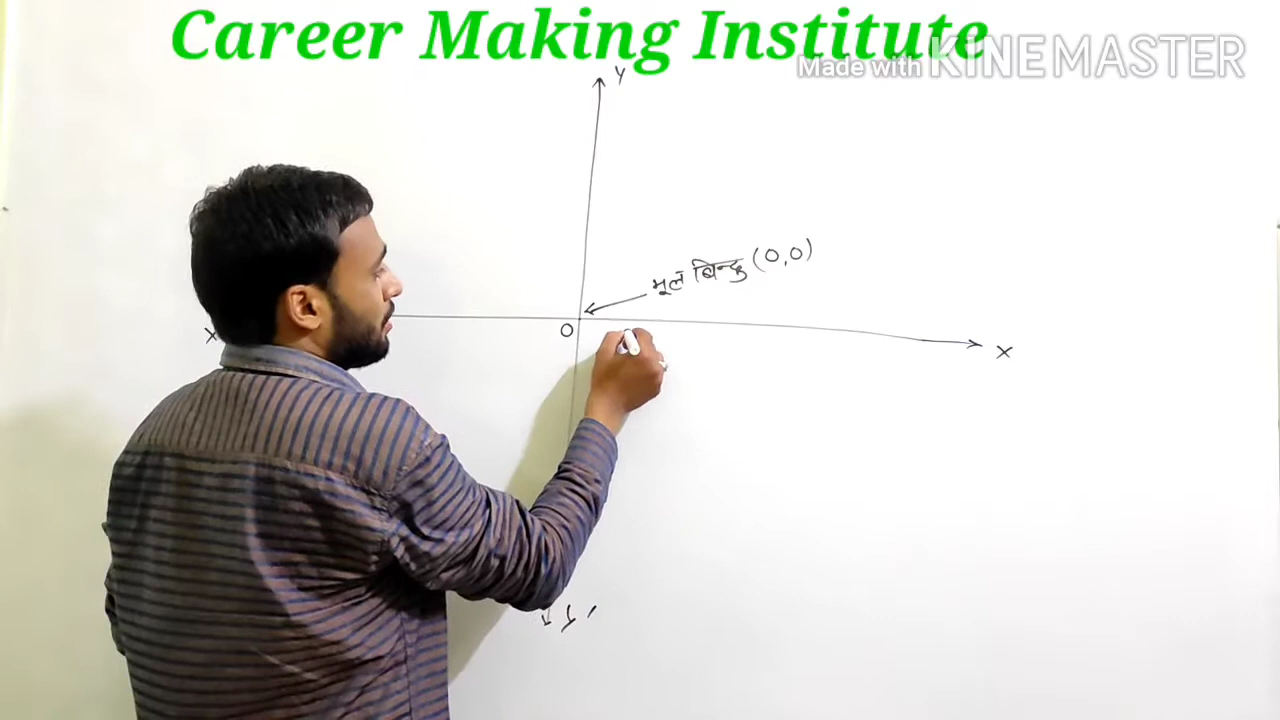 Career Making Institute
Made with KINEMASTER
y
मूल बिन्दु (0,0)
X
O
X
y'